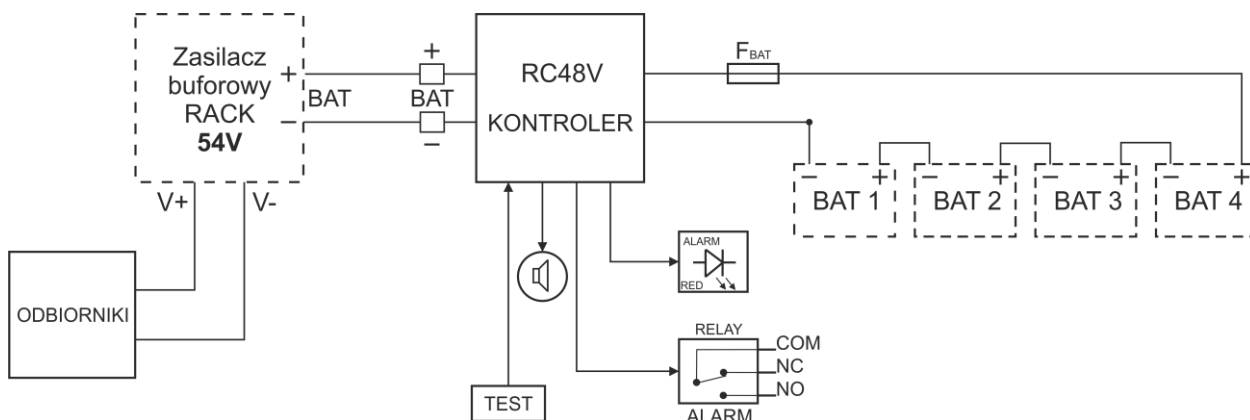 Zasilacz
buforowy
RACK
54V
+
−
BAT
V+
V-
ODBIORNIKI
+
BAT
−
RC48V
KONTROLER
F BAT
− +
BAT 1
− +
BAT 2
− +
BAT 3
− +
BAT 4
ALARM
RED
RELAY
COM
NC
NO
ALARM
TEST